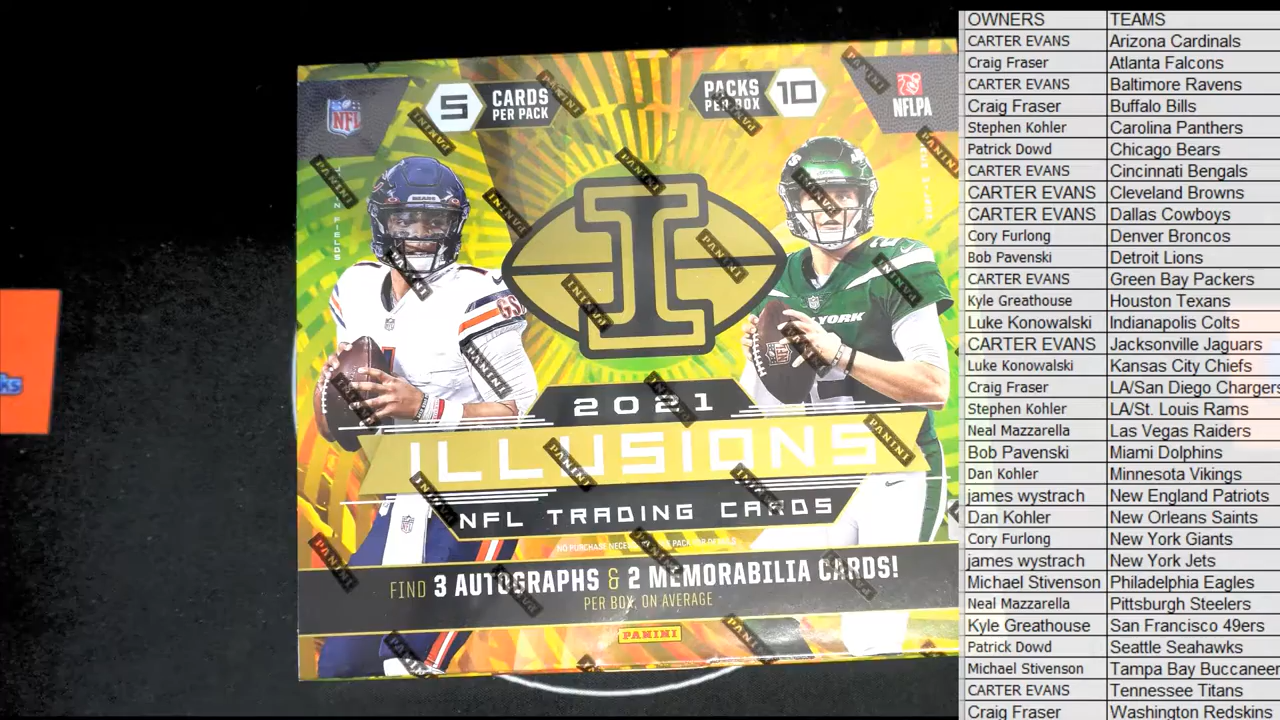 5 CARDS PER PACK
PACKS PER BOX 10
NFL
NFLPA
BEARS
YORK
2021
ILLUSIONS
NFL TRADING CARDS
FIND 3 AUTOGRAPHS & 2 MEMORABILIA CARDS!
PER BOX, ON AVERAGE
PANINI
OWNERS TEAMS
CARTER EVANS Arizona Cardinals
Craig Fraser Atlanta Falcons
CARTER EVANS Baltimore Ravens
Craig Fraser Buffalo Bills
Stephen Kohler Carolina Panthers
Patrick Dowd Chicago Bears
CARTER EVANS Cincinnati Bengals
CARTER EVANS Cleveland Browns
CARTER EVANS Dallas Cowboys
Cory Furlong Denver Broncos
Bob Pavenski Detroit Lions
CARTER EVANS Green Bay Packers
Kyle Greathouse Houston Texans
Luke Konowalski Indianapolis Colts
CARTER EVANS Jacksonville Jaguars
Luke Konowalski Kansas City Chiefs
Craig Fraser LA/San Diego Chargers
Stephen Kohler LA/St. Louis Rams
Neal Mazzarella Las Vegas Raiders
Bob Pavenski Miami Dolphins
Dan Kohler Minnesota Vikings
james wystrach New England Patriots
Dan Kohler New Orleans Saints
Cory Furlong New York Giants
james wystrach New York Jets
Michael Stivenson Philadelphia Eagles
Neal Mazzarella Pittsburgh Steelers
Kyle Greathouse San Francisco 49ers
Patrick Dowd Seattle Seahawks
Michael Stivenson Tampa Bay Buccaneer
CARTER EVANS Tennessee Titans
Craig Fraser Washington Redskins